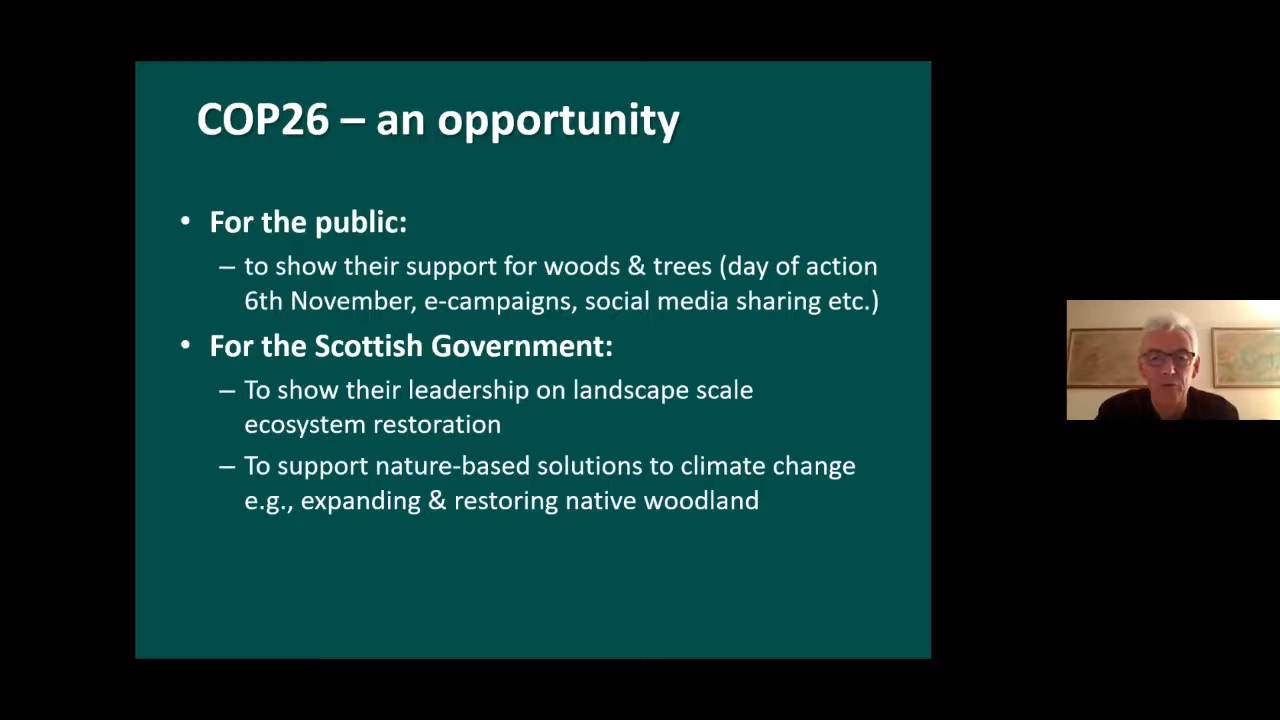 COP26 – an opportunity
• For the public:
– to show their support for woods & trees (day of action
6th November, e-campaigns, social media sharing etc.)
• For the Scottish Government:
– To show their leadership on landscape scale
ecosystem restoration
– To support nature-based solutions to climate change
e.g., expanding & restoring native woodland